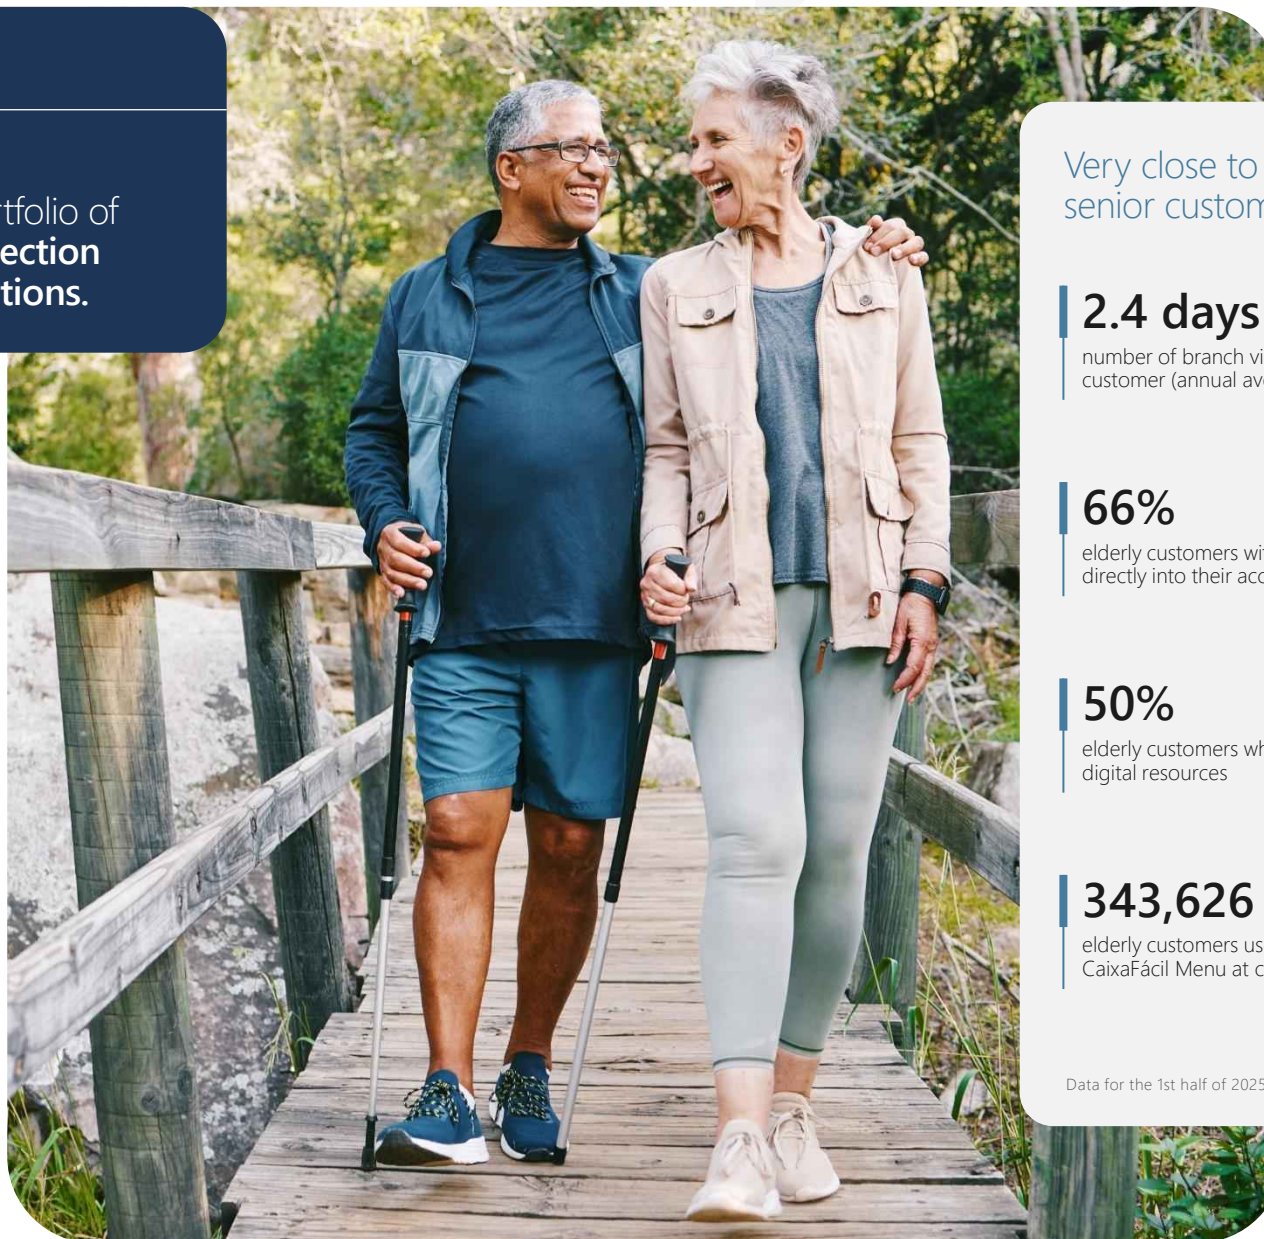 rtfolio of
ection
tions.
Very close to
senior custom
2.4 days
number of branch vi
customer (annual av
66%
elderly customers wi
directly into their acc
50%
elderly customers wh
digital resources
343,626
elderly customers us
CaixaFácil Menu at c
Data for the 1st half of 2025